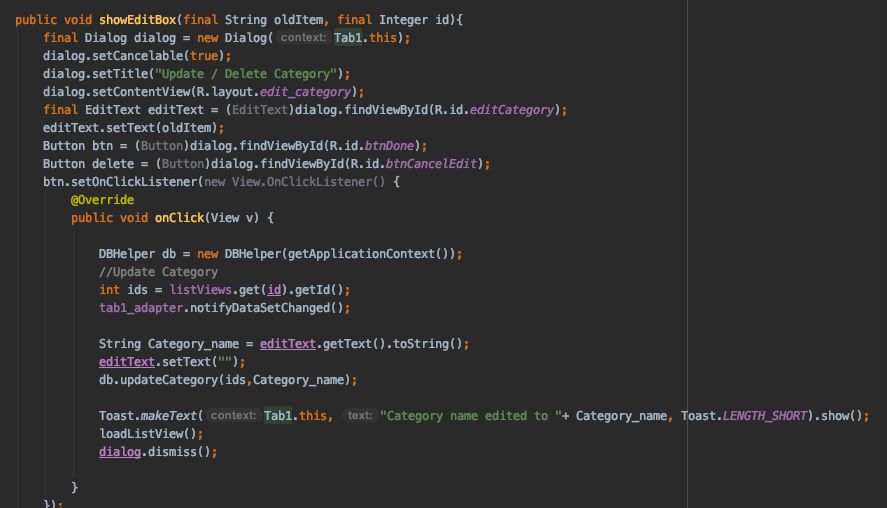 public void showEditBox(final String oldItem, final Integer id){
final Dialog dialog = new Dialog( context: Tab1.this);
dialog.setCancelable(true);
dialog.setTitle("Update / Delete Category");
dialog.setContentView(R.layout.edit_category);
final EditText editText = (EditText)dialog.findViewById(R.id.editCategory);
editText.setText(oldItem);
Button btn = (Button)dialog.findViewById(R.id.btnDone);
Button delete = (Button)dialog.findViewById(R.id.btnCancelEdit);
btn.setOnClickListener(new View.OnClickListener() {
@Override
public void onClick(View v) {
DBHelper db = new DBHelper(getApplicationContext());
//Update Category
int ids = listViews.get(id).getId();
tab1_adapter.notifyDataSetChanged();
String Category_name = editText.getText().toString();
editText.setText("");
db.updateCategory(ids,Category_name);
Toast.makeText( context: Tab1.this, text: "Category name edited to "+ Category_name, Toast.LENGTH_SHORT).show();
loadListView();
dialog.dismiss();
}
});